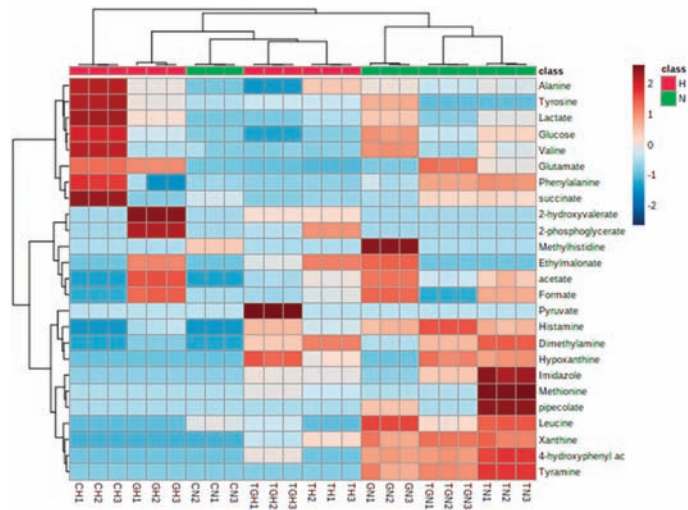 class
class
Alanine
2
H
Tyrosine
N
Lactate
1
Glucose
Valine
0
Glutamate
Phenylalanine
-1
succinate
-2
2-hydroxyvalerate
2-phosphoglycerate
Methylhistidine
Ethylmalonate
acetate
Formate
Pyruvate
Histamine
Dimethylamine
Hypoxanthine
Imidazole
Methionine
pipecolate
Leucine
Xanthine
4-hydroxyphenyl ac
Tyramine
CH1 CH2 CH3 GH1 GH2 GH3 CN1 CN2 CN3 TGH1 TGH2 TGH3 TH2 TH1 TH3 GN1 GN2 GN3 TGN1 TGN2 TGN3 TN1 TN2 TN3